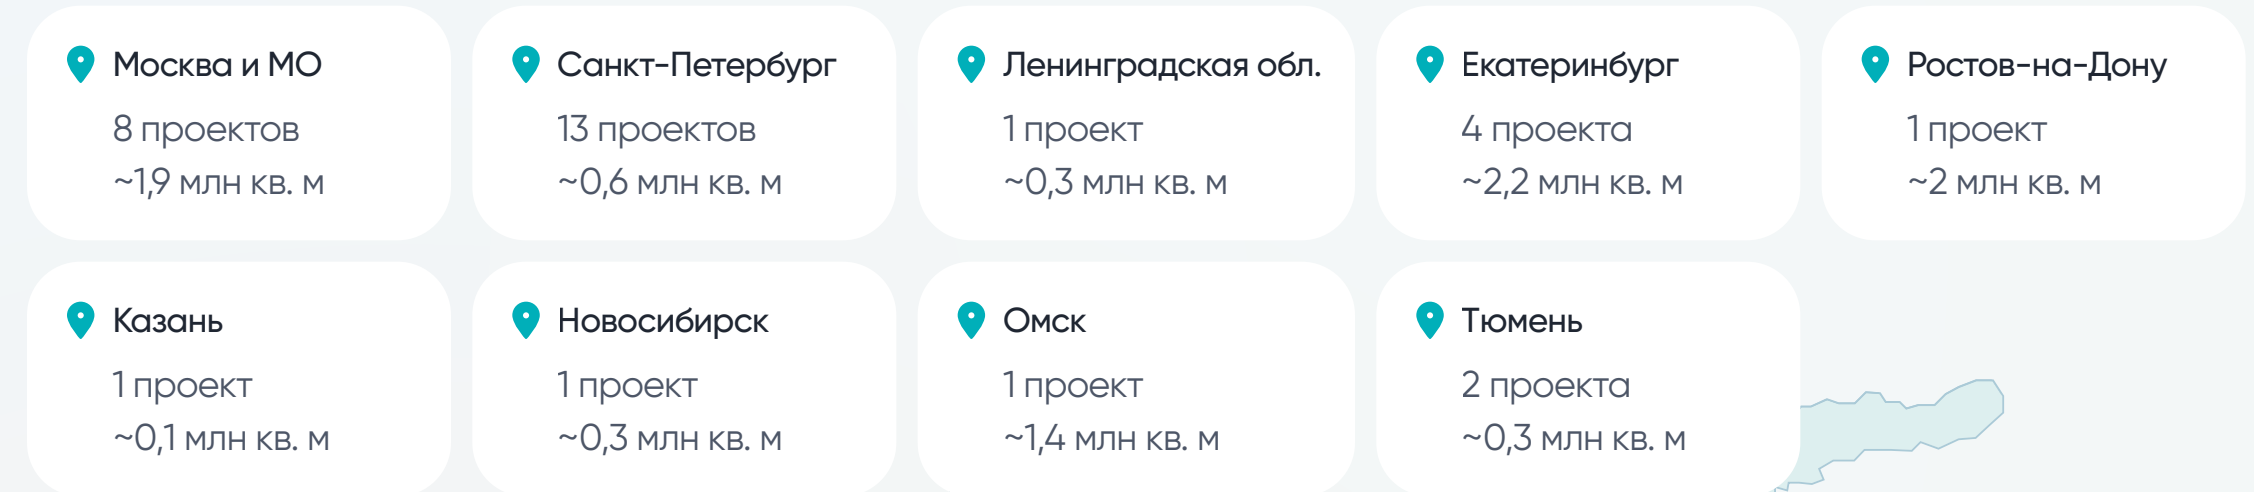 Москва и МО
8 проектов
~1,9 млн кв. м
Санкт-Петербург
13 проектов
~0,6 млн кв. м
Ленинградская обл.
1 проект
~0,3 млн кв. м
Екатеринбург
4 проекта
~2,2 млн кв. м
Ростов-на-Дону
1 проект
~2 млн кв. м
Казань
1 проект
~0,1 млн кв. м
Новосибирск
1 проект
~0,3 млн кв. м
Омск
1 проект
~1,4 млн кв. м
Тюмень
2 проекта
~0,3 млн кв. м